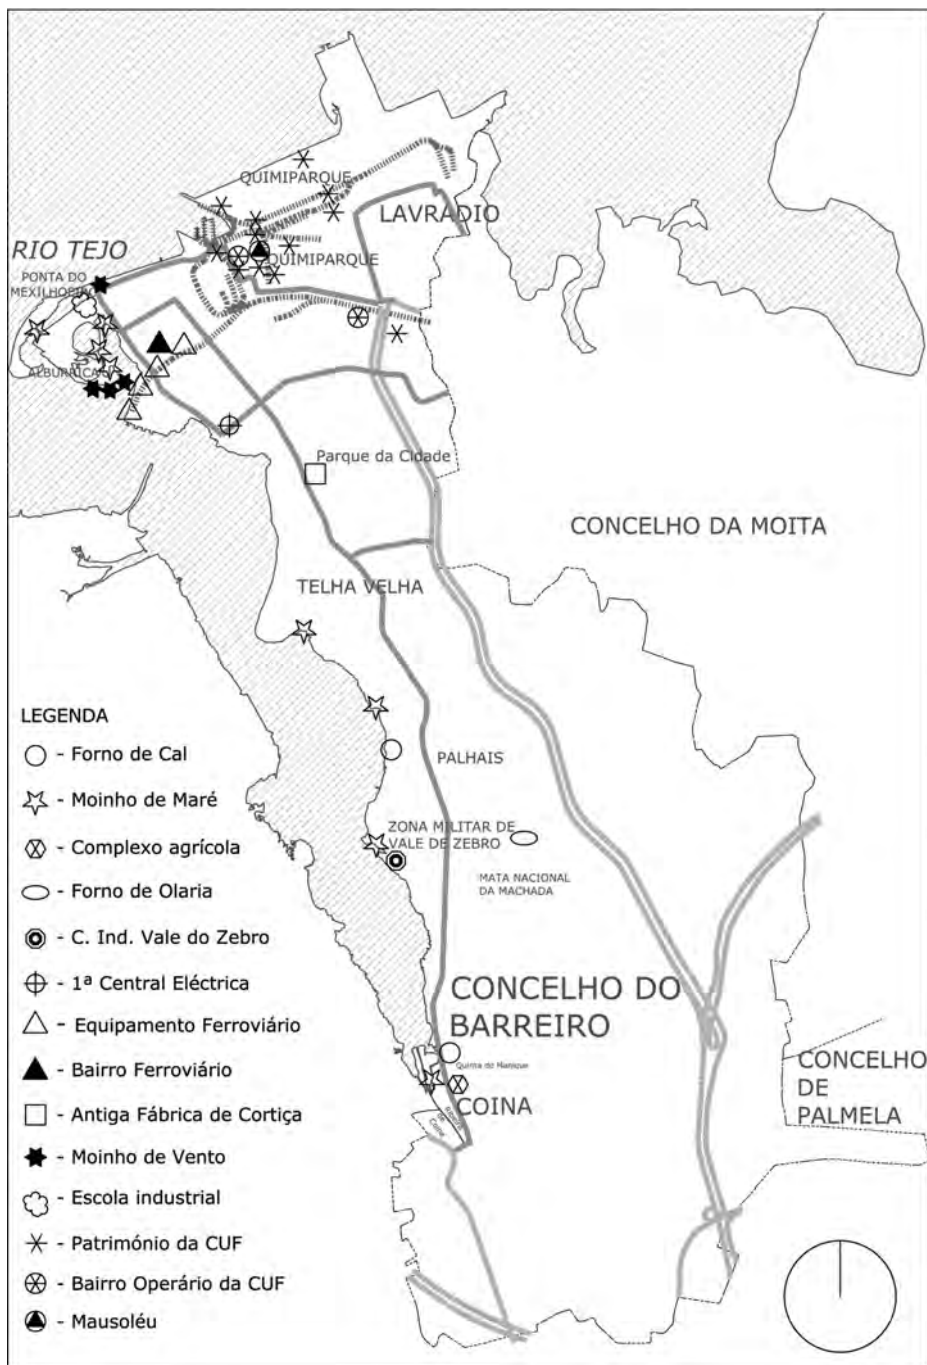 QUIMIPARQUE
LAVRADIO
RIO TEJO
QUIMIPARQUE
PONTA DO
MEXILHOEIRO
ALBURRICA
Parque da Cidade
CONCELHO DA MOITA
TELHA VELHA
PALHAIS
ZONA MILITAR DE
VALE DE ZEBRO
MATA NACIONAL
DA MACHADA
CONCELHO DO
BARREIRO
Quinta do Manique
COINA
CONCELHO
DE
PALMELA
LEGENDA
- Forno de Cal
- Moinho de Maré
- Complexo agrícola
- Forno de Olaria
- C. Ind. Vale do Zebro
- 1ª Central Eléctrica
- Equipamento Ferroviário
- Bairro Ferroviário
- Antiga Fábrica de Cortiça
- Moinho de Vento
- Escola industrial
- Património da CUF
- Bairro Operário da CUF
- Mausoléu